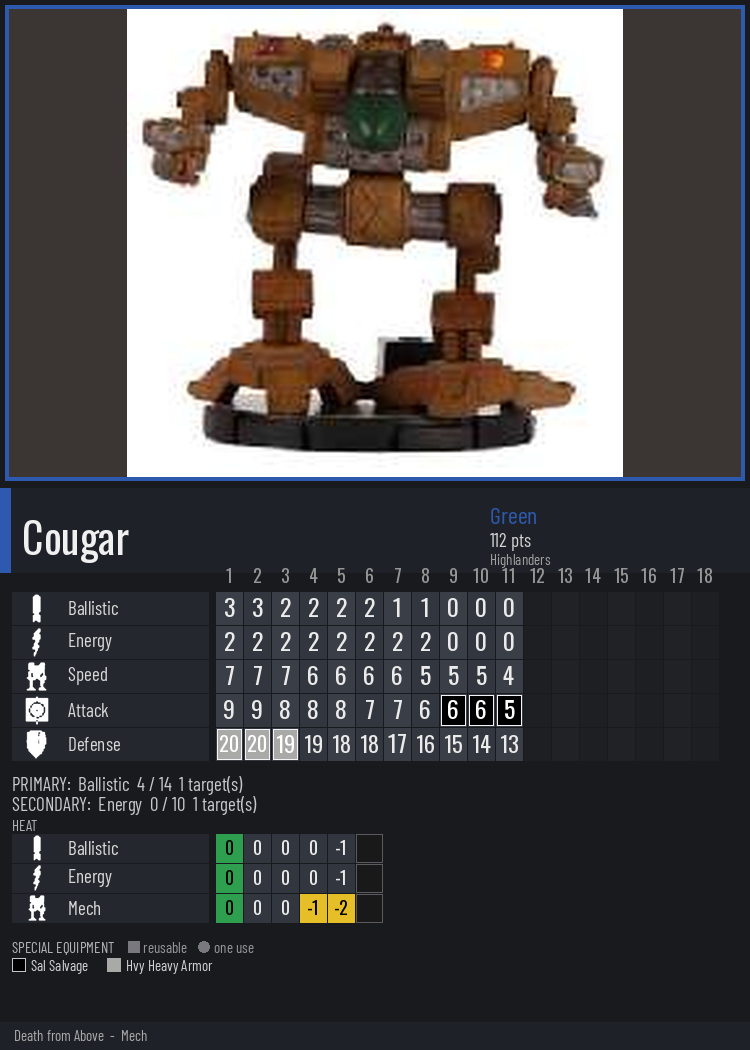 Cougar
Green
112 pts
Highlanders
1 2 3 4 5 6 7 8 9 10 11 12 13 14 15 16 17 18
Ballistic 3 3 2 2 2 2 1 1 0 0 0
Energy 2 2 2 2 2 2 2 2 0 0 0
Speed 7 7 7 6 6 6 6 5 5 5 4
Attack 9 9 8 8 8 7 7 6 6 6 5
Defense 20 20 19 19 18 18 17 16 15 14 13
PRIMARY: Ballistic 4 / 14 1 target(s)
SECONDARY: Energy 0 / 10 1 target(s)
HEAT
Ballistic 0 0 0 0 -1
Energy 0 0 0 0 -1
Mech 0 0 0 -1 -2
SPECIAL EQUIPMENT reusable one use
Sal Salvage Hvy Heavy Armor
Death from Above - Mech